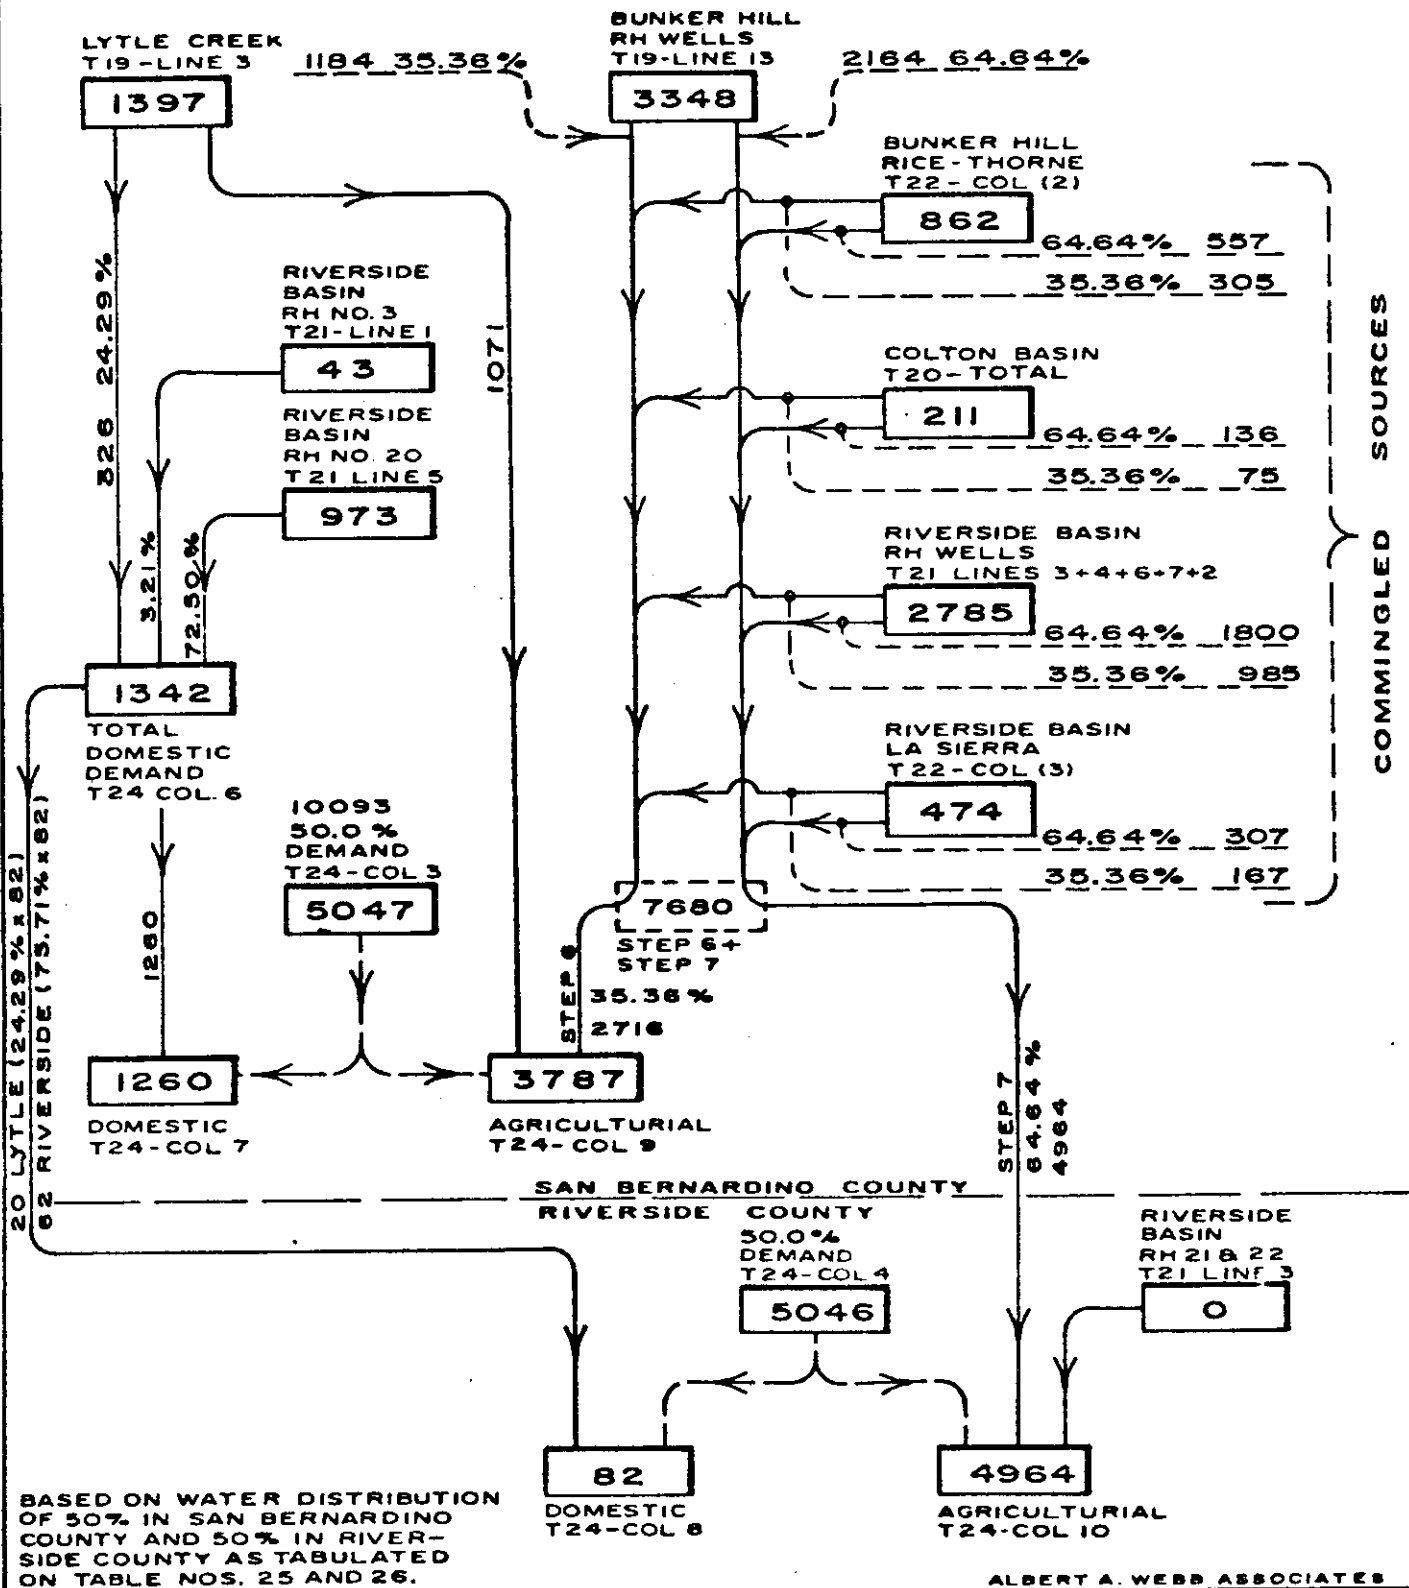 LYTLE CREEK
T19-LINE 3
1397
1184 35.36%
BUNKER HILL
RH WELLS
T19-LINE 13
3348
2164 64.64%
BUNKER HILL
RICE-THORNE
T22-COL (2)
862
64.64% 557
35.36% 305
RIVERSIDE
BASIN
RH NO. 3
T21-LINE 1
43
RIVERSIDE
BASIN
RH NO. 20
T21 LINE 5
973
326 24.29%
3.21%
72.50%
1071
COLTON BASIN
T20-TOTAL
211
64.64% 136
35.36% 75
RIVERSIDE BASIN
RH WELLS
T21 LINES 3+4+6+7+2
2785
64.64% 1800
35.36% 985
RIVERSIDE BASIN
LA SIERRA
T22-COL (3)
474
64.64% 307
35.36% 167
COMMINGLED SOURCES
1342
TOTAL
DOMESTIC
DEMAND
T24 COL. 6
1260
10093
50.0%
DEMAND
T24-COL 3
5047
7680
STEP 6+
STEP 7
STEP 6
35.36%
2716
1260
DOMESTIC
T24-COL 7
3787
AGRICULTURIAL
T24-COL 9
STEP 7
64.64%
4964
20 LYTLE (24.29% x 82)
62 RIVERSIDE (75.71% x 82)
SAN BERNARDINO COUNTY
RIVERSIDE COUNTY
50.0%
DEMAND
T24-COL 4
5046
RIVERSIDE
BASIN
RH 21 & 22
T21 LINE 3
0
82
DOMESTIC
T24-COL 8
4964
AGRICULTURIAL
T24-COL 10
BASED ON WATER DISTRIBUTION
OF 50% IN SAN BERNARDINO
COUNTY AND 50% IN RIVER-
SIDE COUNTY AS TABULATED
ON TABLE NOS. 25 AND 26.
ALBERT A. WEBB ASSOCIATES